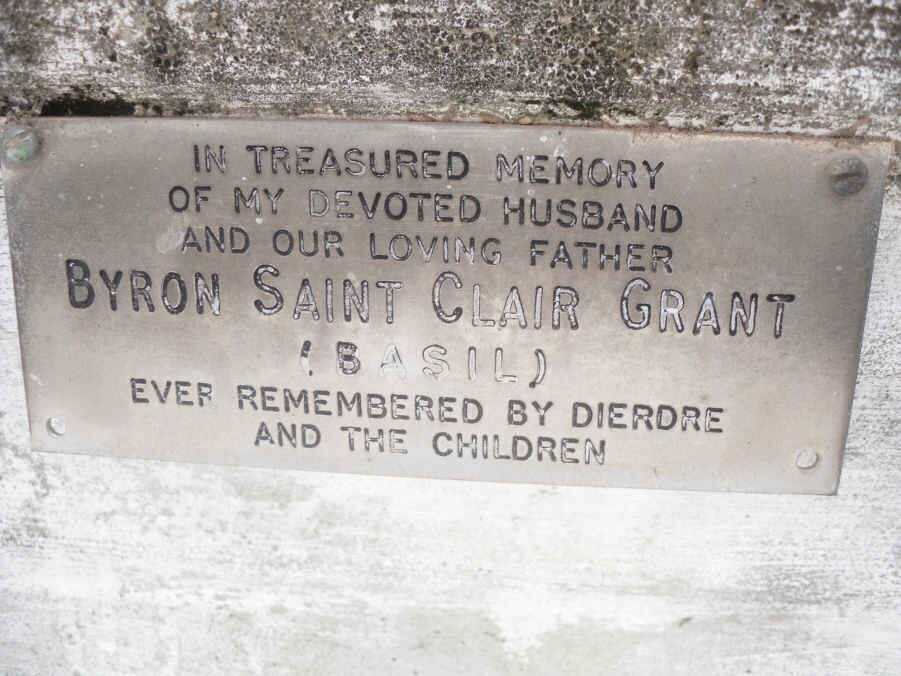 IN TREASURED MEMORY
OF MY DEVOTED HUSBAND
AND OUR LOVING FATHER
BYRON SAINT CLAIR GRANT
(BASIL)
EVER REMEMBERED BY DIERDRE
AND THE CHILDREN